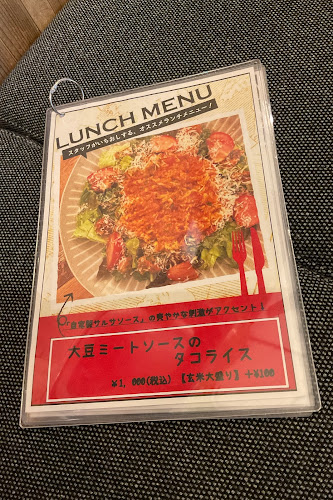 LUNCH MENU
スタッフがいちおしする、オススメランチメニュー！
「自家製サルサソース」の爽やかな刺激がアクセント！
大豆ミートソースの
タコライス
¥1,000(税込)【玄米大盛り】+¥100